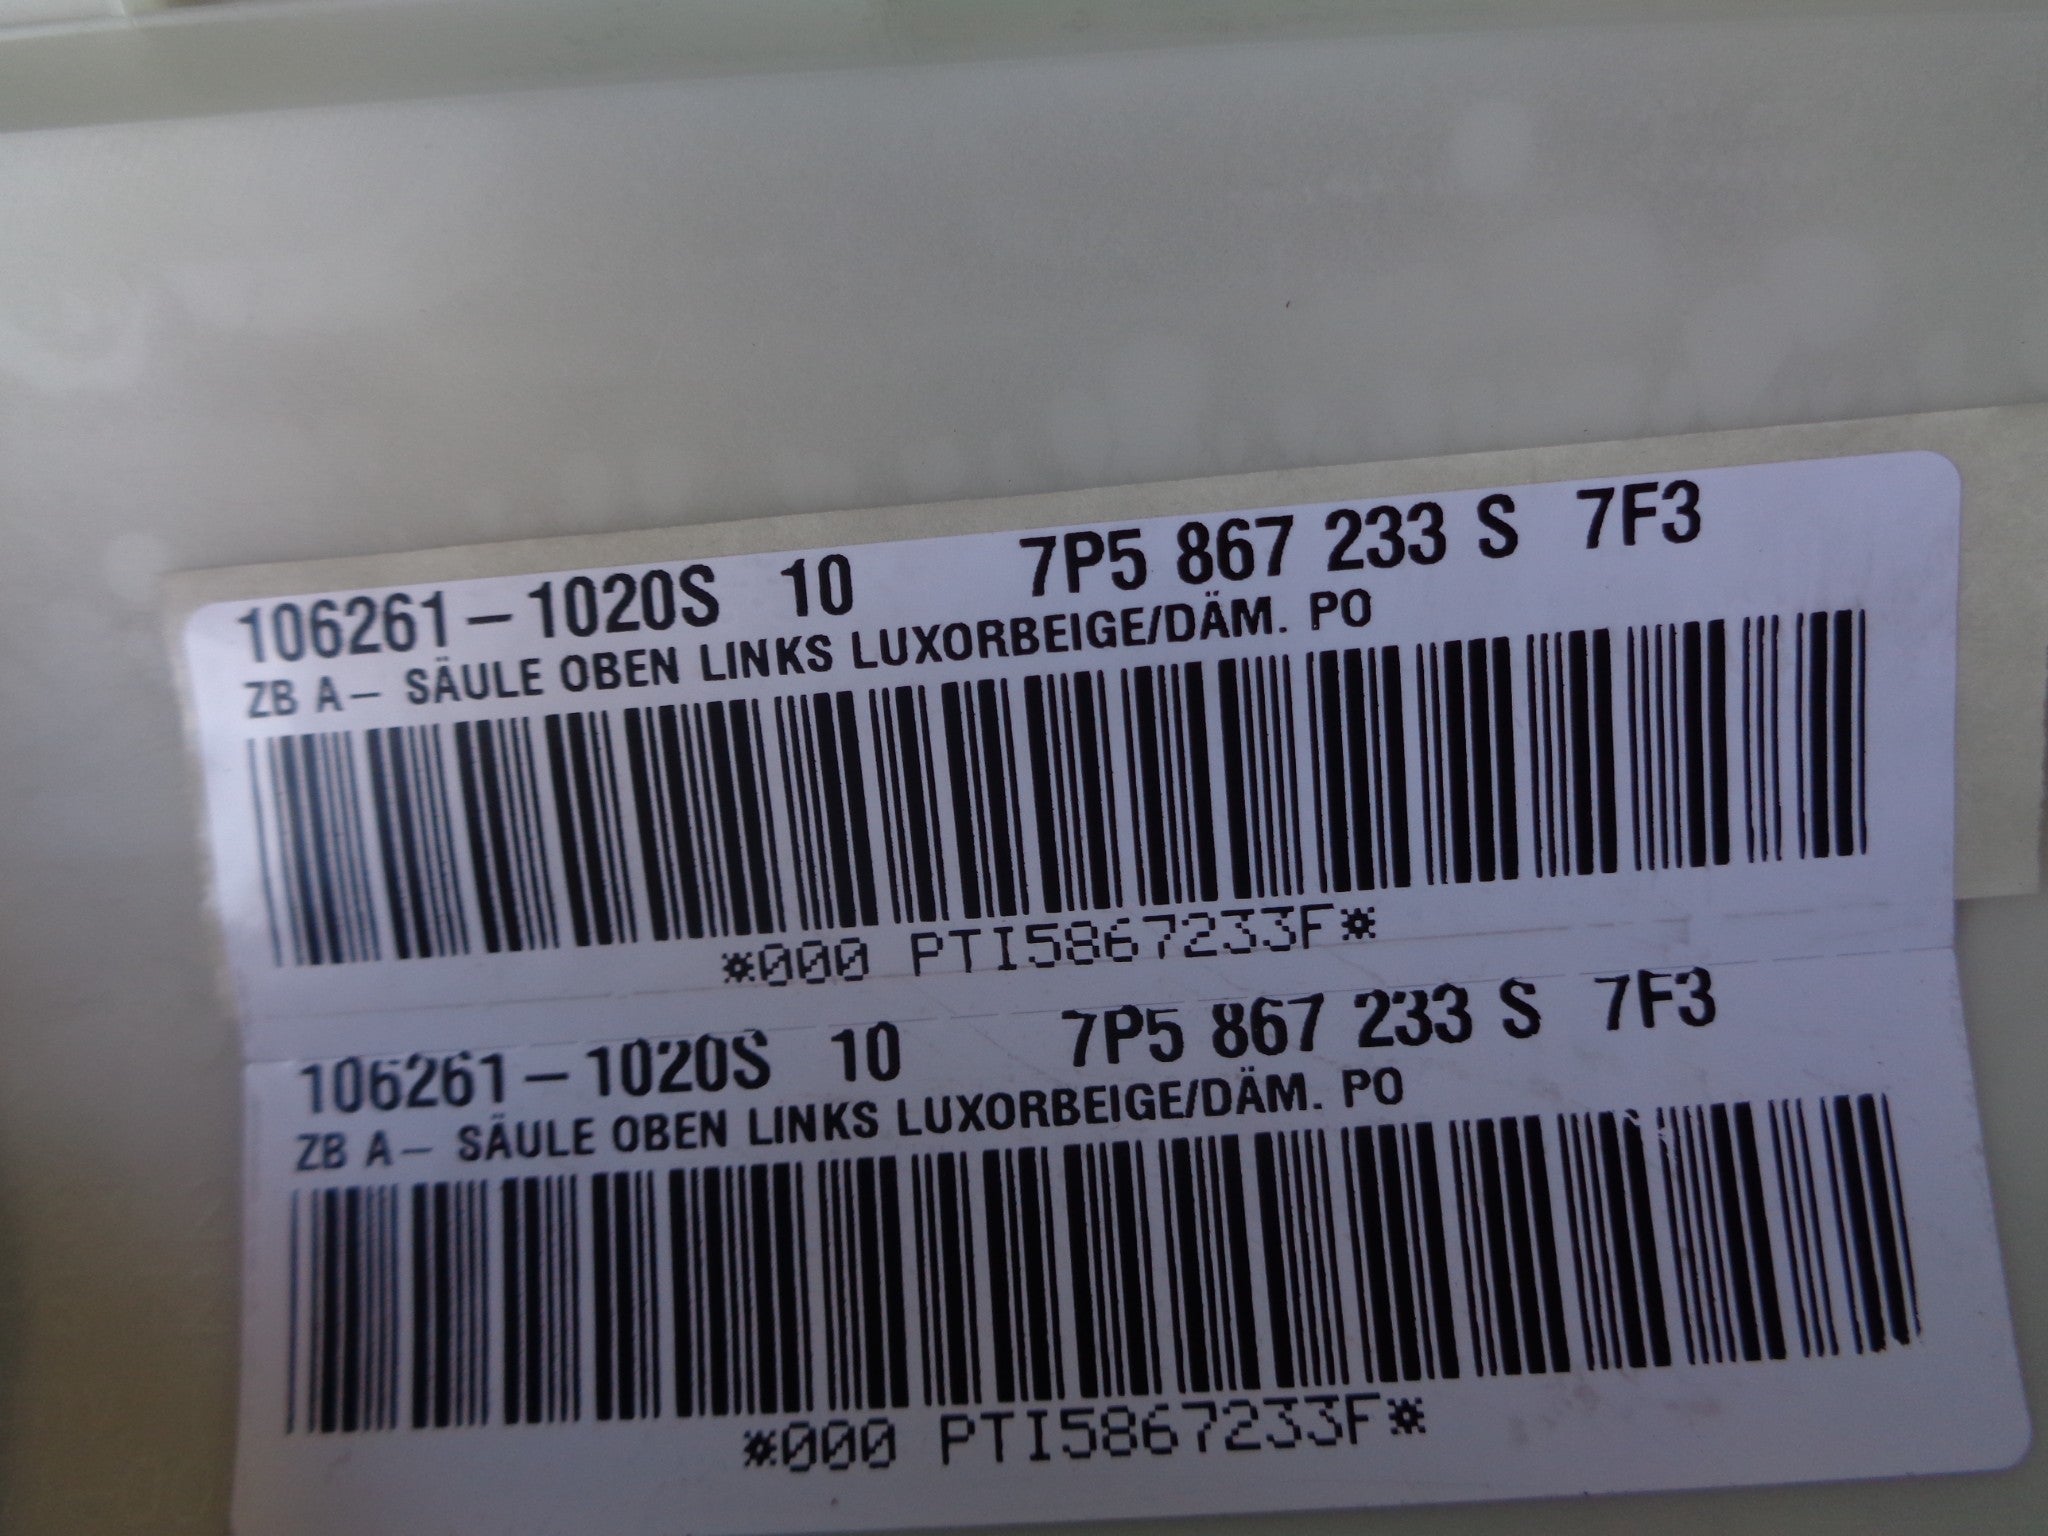 106261-1020S 10 7P5 867 233 S 7F3
ZB A- SÄULE OBEN LINKS LUXORBEIGE/DÄM. PO
*000 PTI5867233F*
106261-1020S 10 7P5 867 233 S 7F3
ZB A- SÄULE OBEN LINKS LUXORBEIGE/DÄM. PO
*000 PTI5867233F*